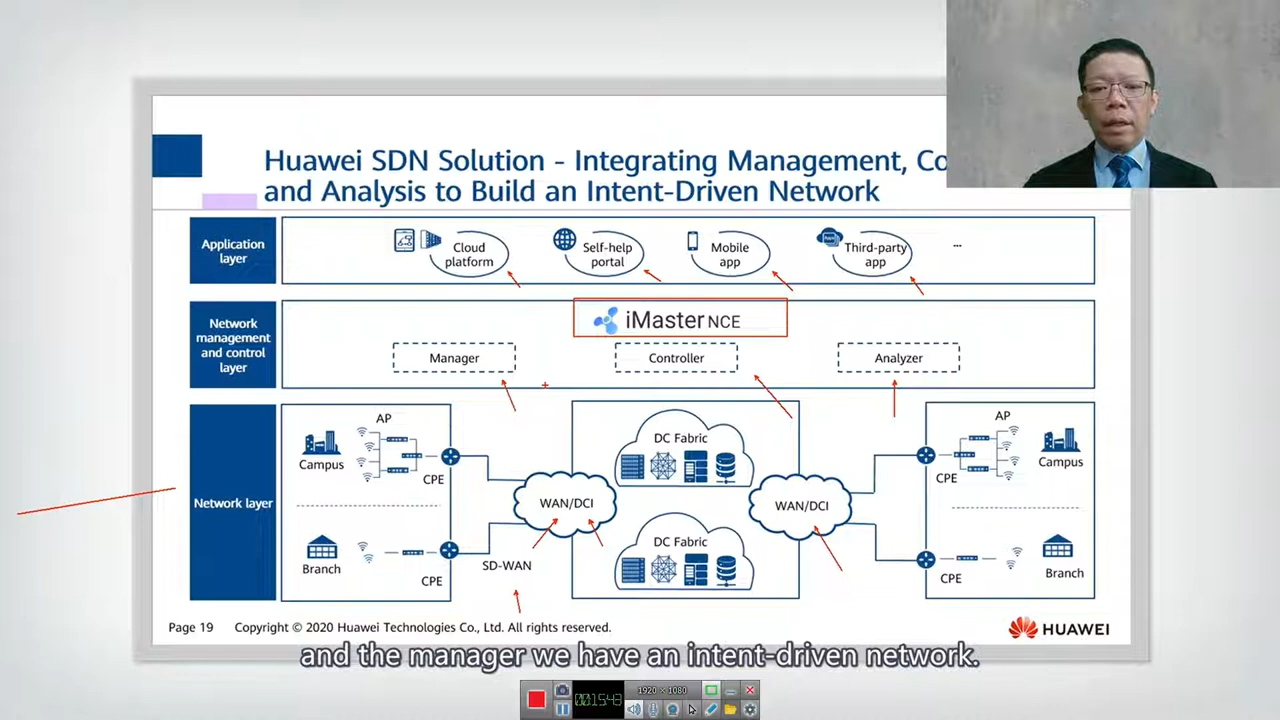 Huawei SDN Solution - Integrating Management, Co
and Analysis to Build an Intent-Driven Network
Application
layer
Cloud
platform
Self-help
portal
Mobile
app
Third-party
app
...
Network
management
and control
layer
iMaster NCE
Manager
Controller
Analyzer
Network layer
AP
Campus
CPE
Branch
CPE
WAN/DCI
SD-WAN
DC Fabric
DC Fabric
WAN/DCI
AP
Campus
CPE
CPE
Branch
Page 19
Copyright © 2020 Huawei Technologies Co., Ltd. All rights reserved.
HUAWEI
and the manager we have an intent-driven network.
1920 × 1080